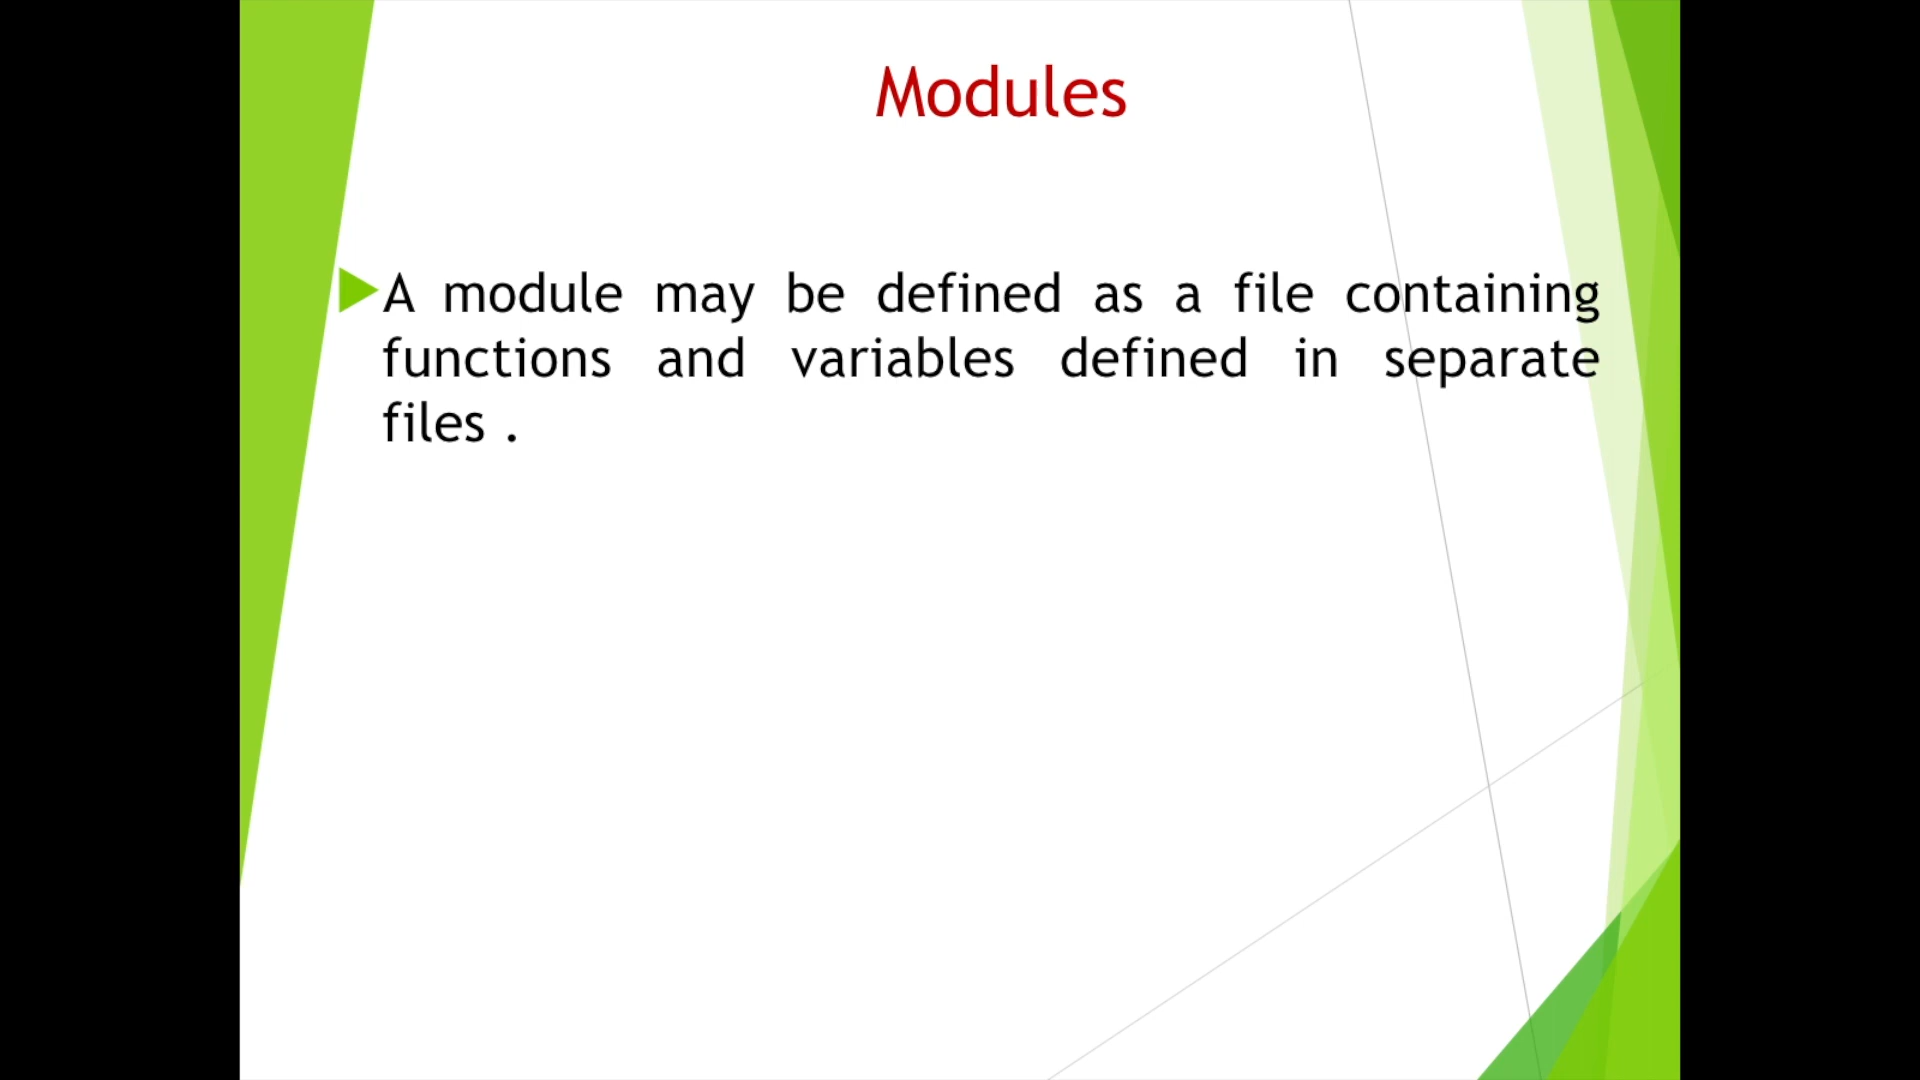 Modules
A module may be defined as a file containing
functions and variables defined in separate
files .